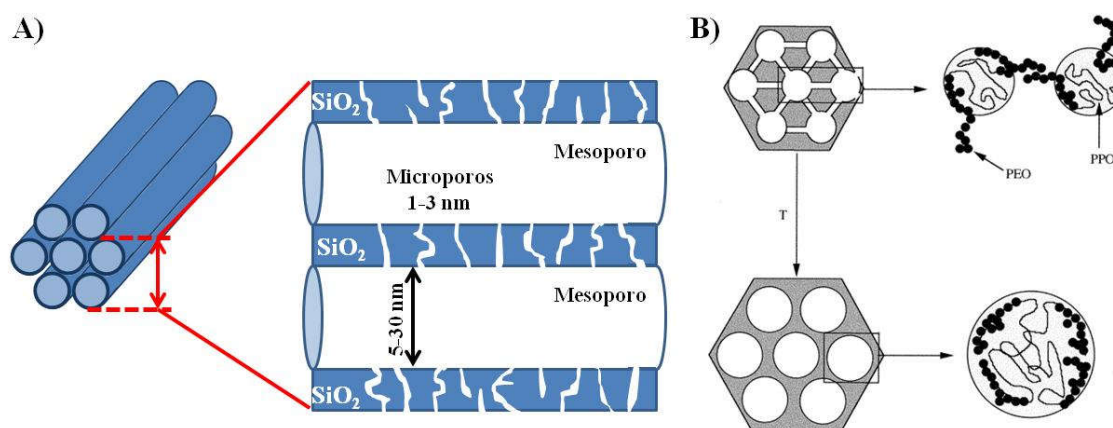 A)
SiO2
Mesoporo
Microporos
1-3 nm
SiO2
Mesoporo
5-30 nm
SiO2
B)
PEO
PPO
T